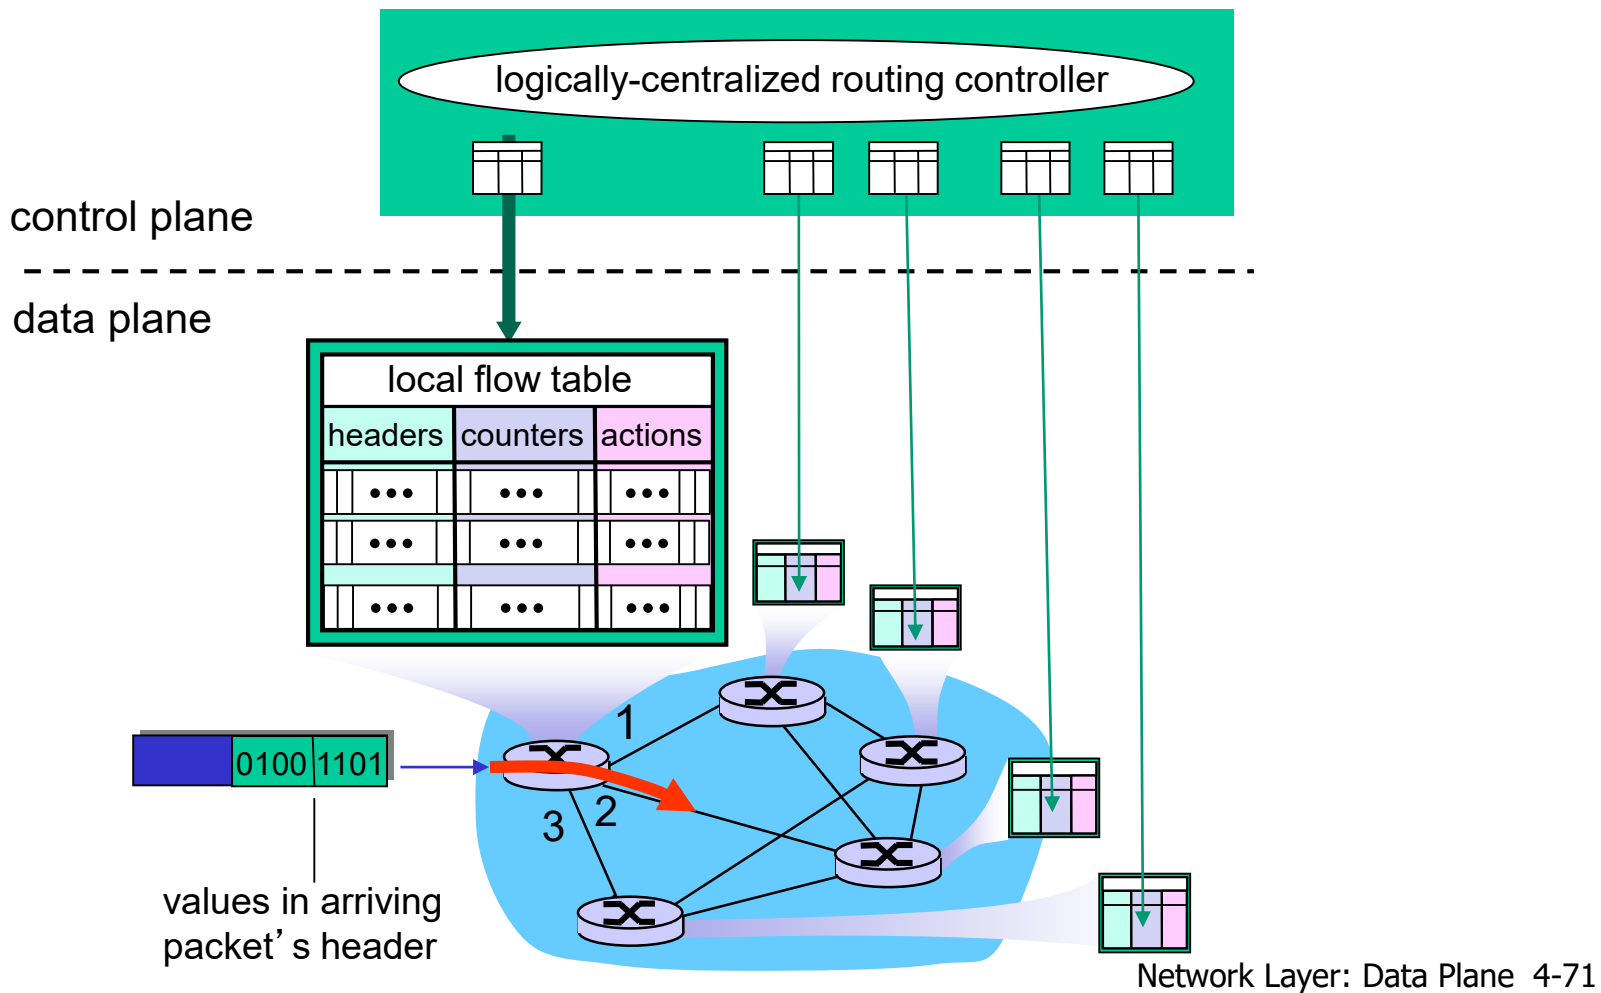 logically-centralized routing controller
control plane
data plane
local flow table
headers counters actions
1
0100 1101
2
3
values in arriving
packet’s header
Network Layer: Data Plane 4-71